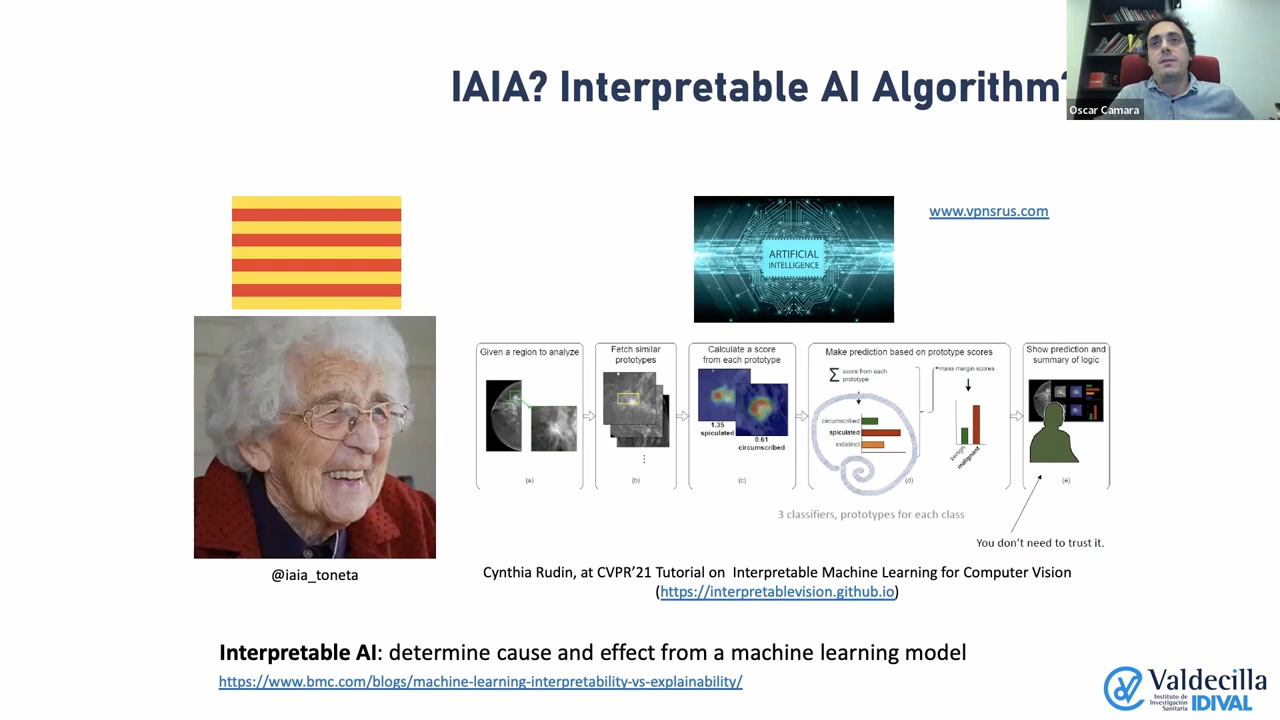 IAIA? Interpretable AI Algorithm?
Oscar Camara
www.vpnsrus.com
ARTIFICIAL
INTELLIGENCE
Given a region to analyze
Fetch similar
prototypes
Calculate a score
from each prototype
Make prediction based on prototype scores
Show prediction and
summary of logic
Σ score from each
prototype
mass margin scores
1.35
spiculated
0.61
circumscribed
circumscribed
spiculated
indistinct
benign
malignant
(a)
(b)
(c)
(d)
(e)
3 classifiers, prototypes for each class
You don't need to trust it.
@iaia_toneta
Cynthia Rudin, at CVPR'21 Tutorial on Interpretable Machine Learning for Computer Vision
(https://interpretablevision.github.io)
Interpretable AI: determine cause and effect from a machine learning model
https://www.bmc.com/blogs/machine-learning-interpretability-vs-explainability/
Valdecilla
Instituto de
Investigación
Sanitaria
IDIVAL